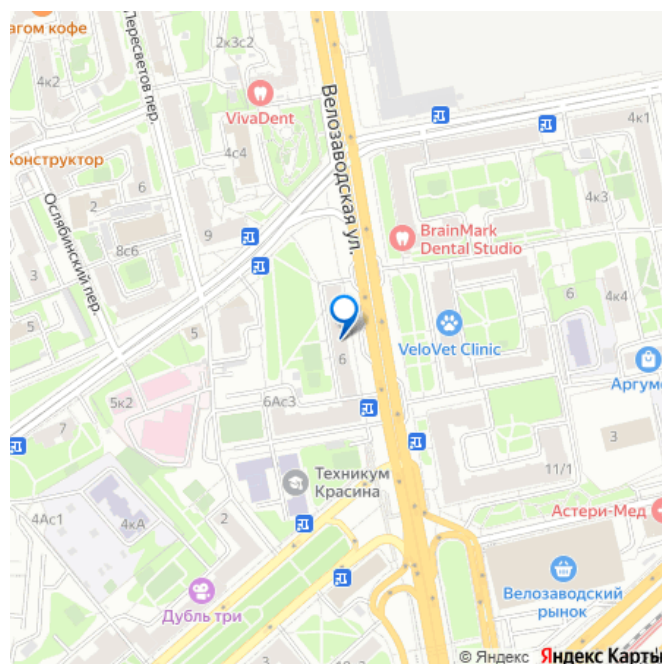 агом кофе
2к3с2
4к2
Пересветов пер.
VivaDent
Велозаводская ул.
4к1
4с4
Конструктор
6
2
4к3
Ослябинский пер.
9
BrainMark
Dental Studio
8с6
3
6
4к4
5
5
VeloVet Clinic
6
Аргуме
5к2
6Ас3
7
3
11/1
Техникум
Красина
Астери-Мед
4Ас1
4кА
2
Велозаводский
рынок
Дубль три
© Яндекс Яндекс Карты